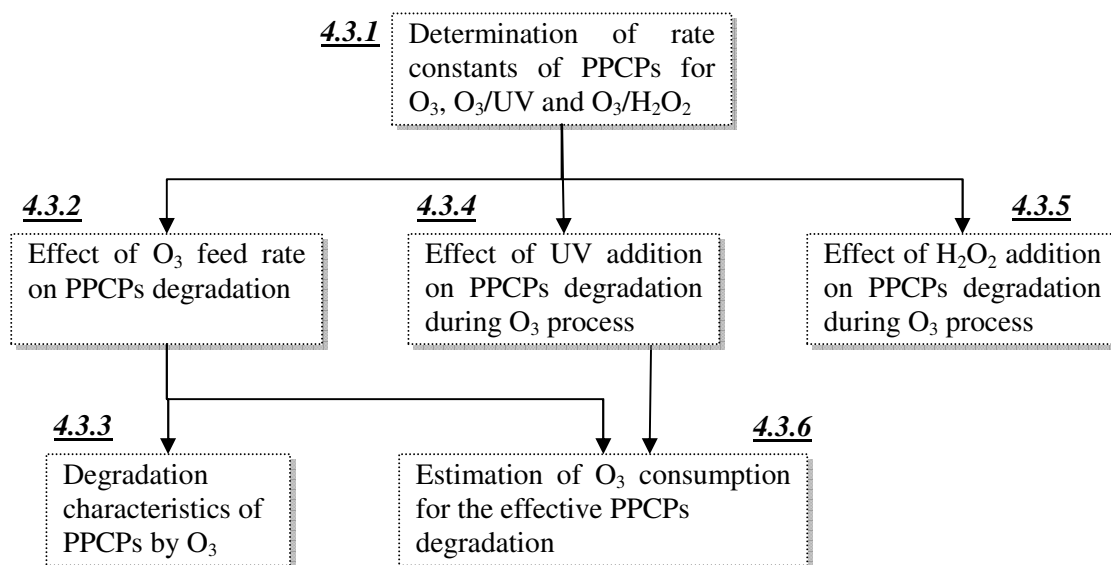 4.3.1
Determination of rate
constants of PPCPs for
O₃, O₃/UV and O₃/H₂O₂
4.3.2
Effect of O₃ feed rate
on PPCPs degradation
4.3.4
Effect of UV addition
on PPCPs degradation
during O₃ process
4.3.5
Effect of H₂O₂ addition
on PPCPs degradation
during O₃ process
4.3.3
Degradation
characteristics of
PPCPs by O₃
4.3.6
Estimation of O₃ consumption
for the effective PPCPs
degradation